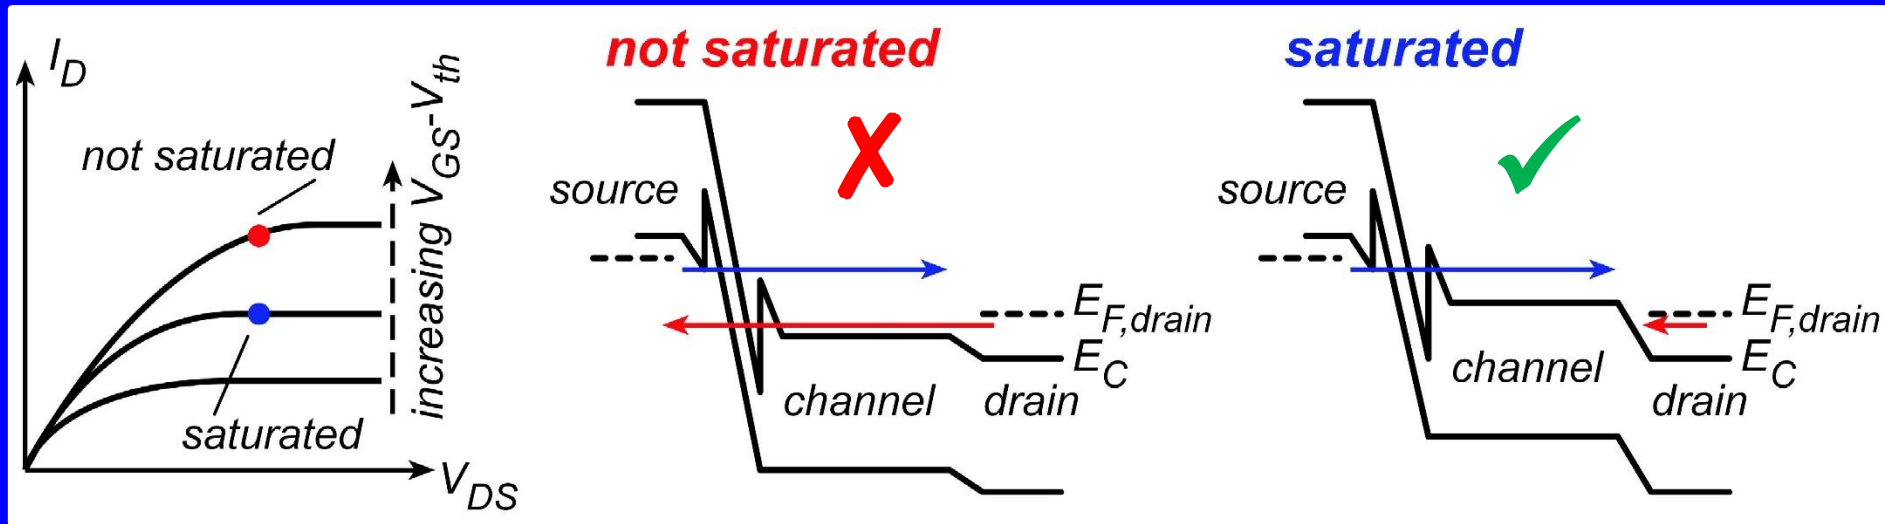 I_D
not saturated
saturated
increasing V_GS-V_th
V_DS
not saturated
source
E_F,drain
E_C
channel
drain
saturated
source
E_F,drain
E_C
channel
drain